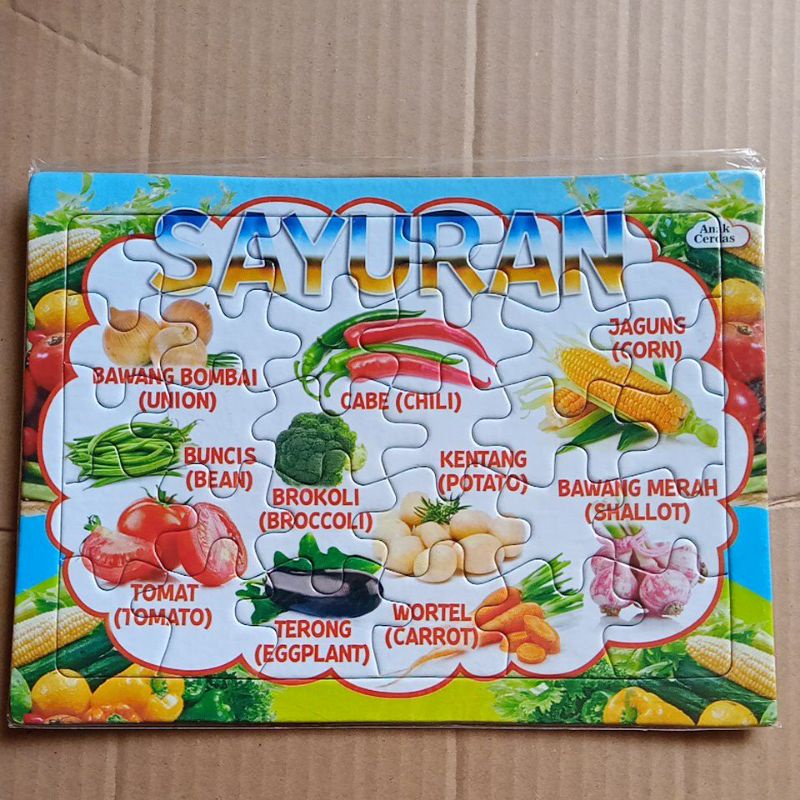 SAYURAN
Anak
Cerdas
BAWANG BOMBAI
(UNION)
CABE (CHILI)
JAGUNG
(CORN)
BUNCIS
(BEAN)
BROKOLI
(BROCCOLI)
KENTANG
(POTATO)
BAWANG MERAH
(SHALLOT)
TOMAT
(TOMATO)
TERONG
(EGGPLANT)
WORTEL
(CARROT)